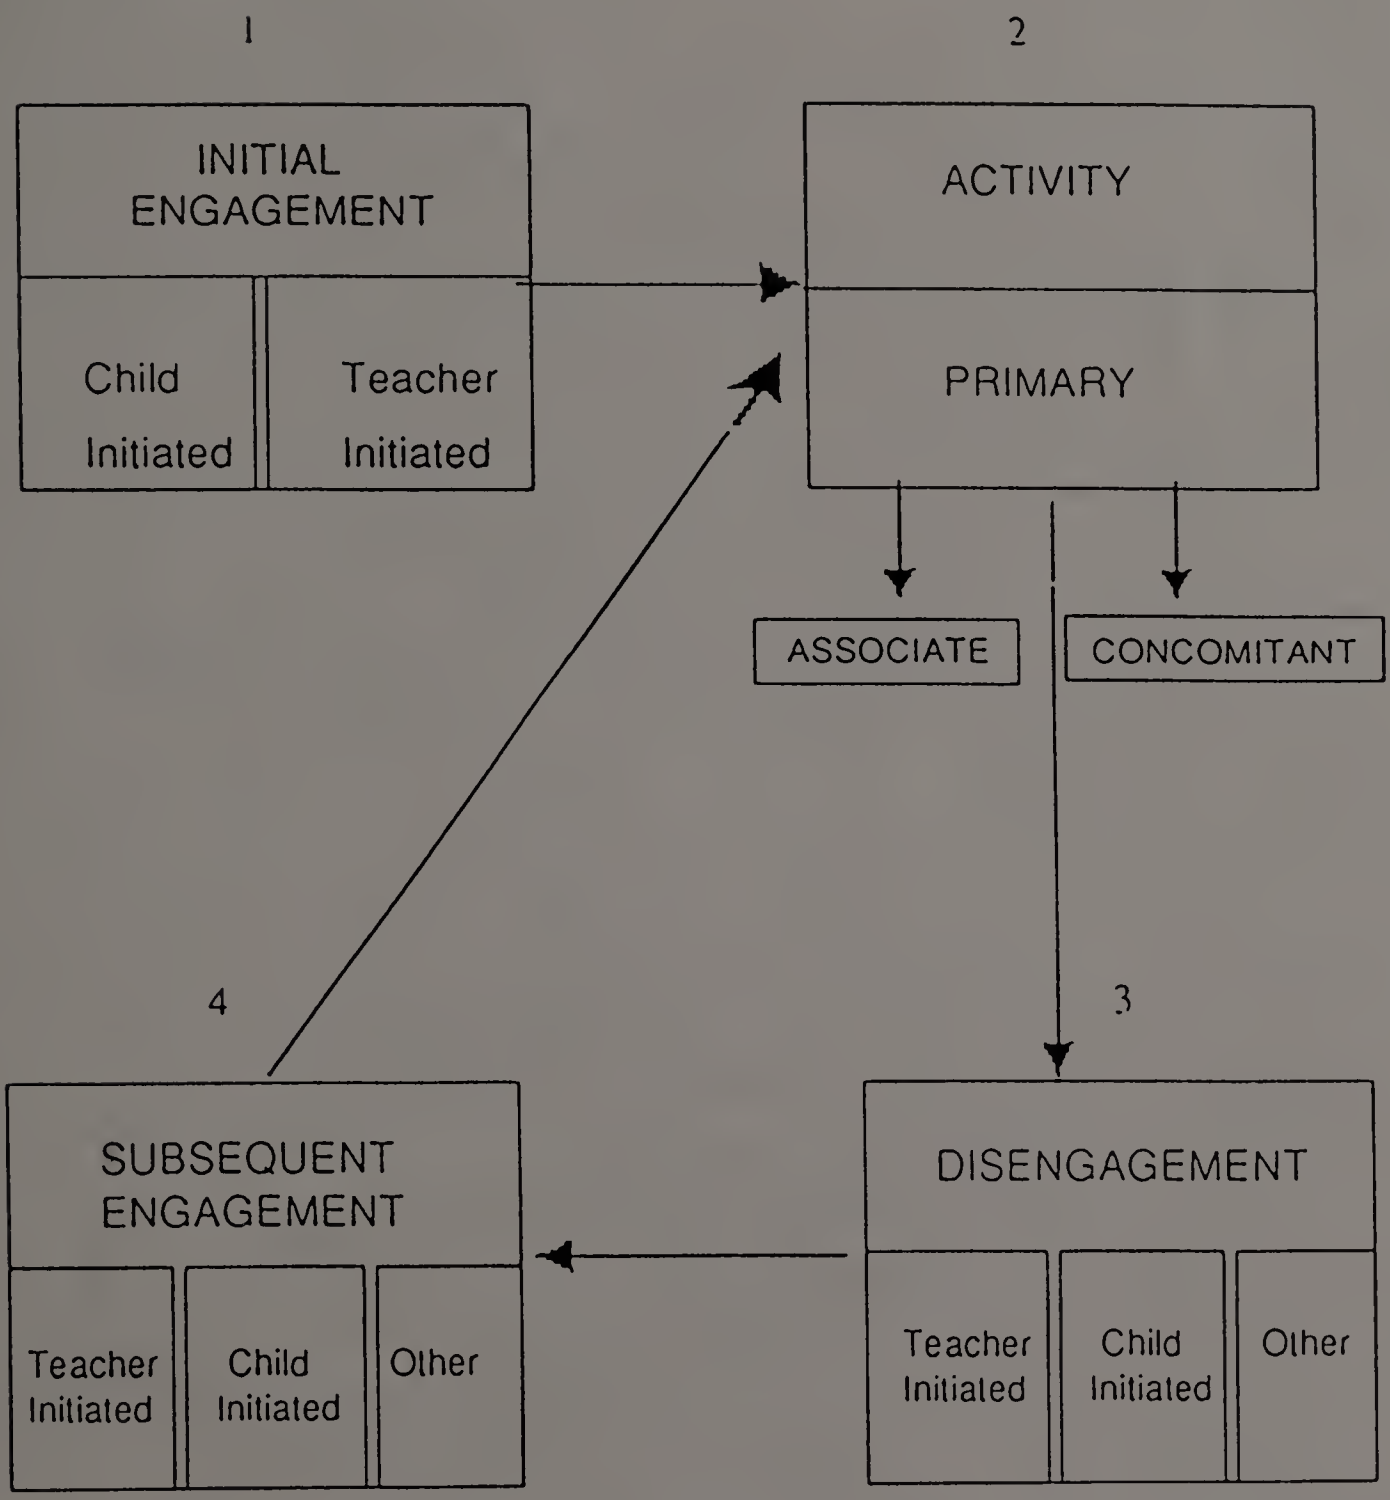 1
INITIAL
ENGAGEMENT
Child
Initiated
Teacher
Initiated
2
ACTIVITY
PRIMARY
ASSOCIATE
CONCOMITANT
4
SUBSEQUENT
ENGAGEMENT
Teacher
Initiated
Child
Initiated
Other
3
DISENGAGEMENT
Teacher
Initiated
Child
Initiated
Other